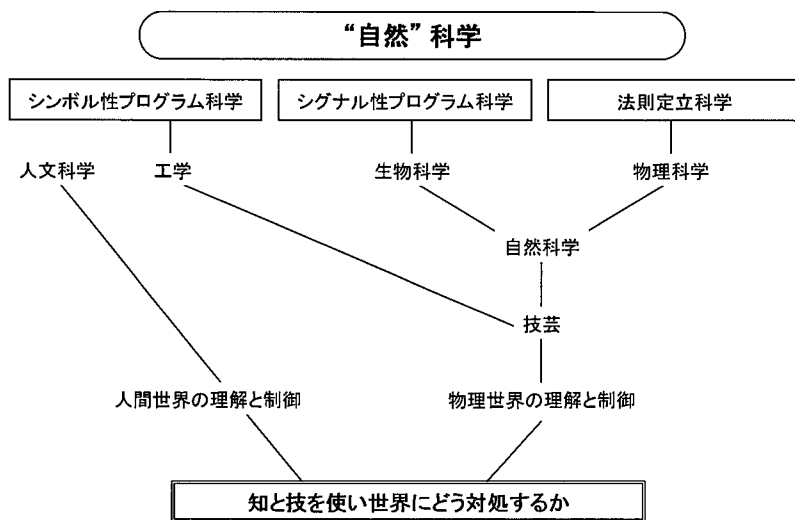 “自然” 科学
シンボル性プログラム科学
シグナル性プログラム科学
法則定立科学
人文科学
工学
生物科学
物理科学
自然科学
技芸
人間世界の理解と制御
物理世界の理解と制御
知と技を使い世界にどう対処するか